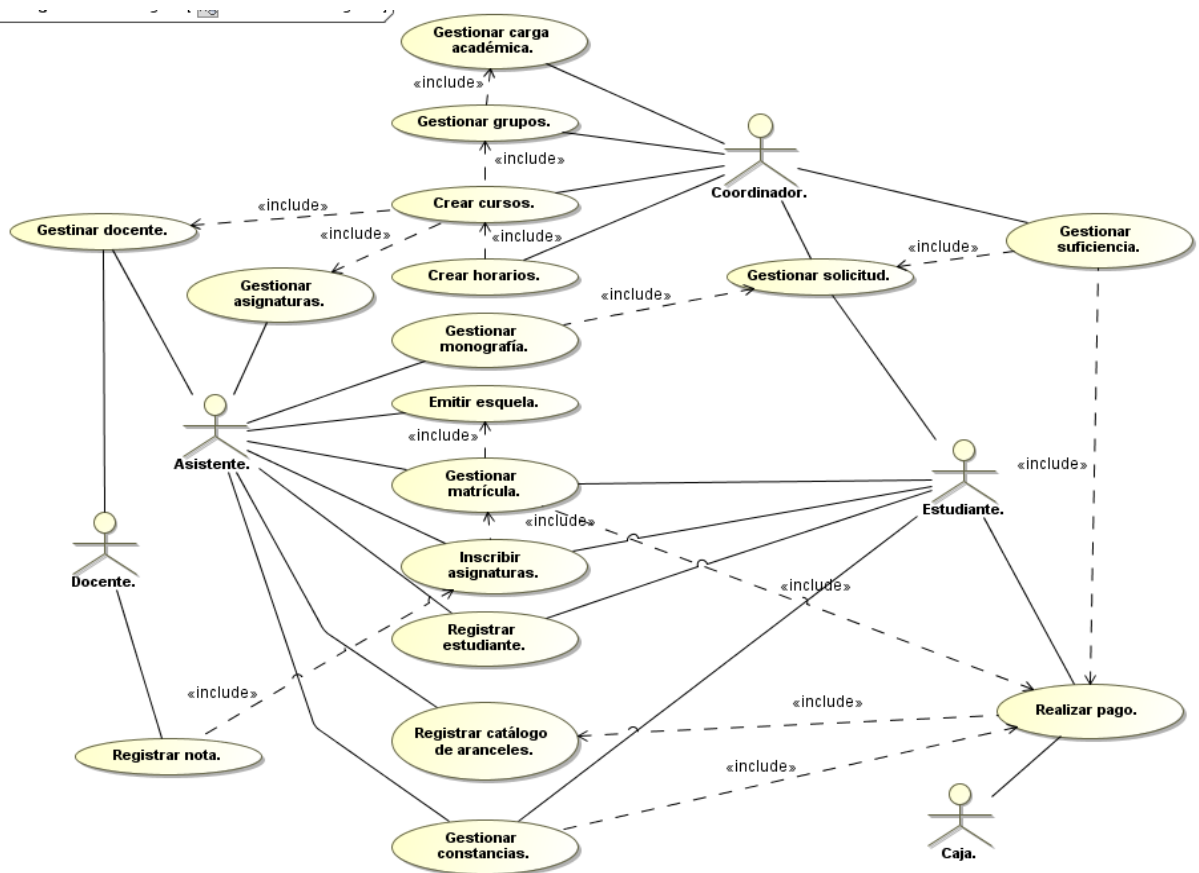 Gestionar carga
académica.
«include»
Gestionar grupos.
«include»
Coordinador.
«include»
Crear cursos.
Gestinar docente.
«include»
Gestionar
suficiencia.
«include»
«include»
Crear horarios.
Gestionar solicitud.
Gestionar
asignaturas.
«include»
Gestionar
monografía.
Emitir esquela.
«include»
Asistente.
«include»
Gestionar
matrícula.
Estudiante.
«include»
Inscribir
asignaturas.
Docente.
«include»
Registrar
estudiante.
«include»
«include»
Realizar pago.
Registrar catálogo
de aranceles.
Registrar nota.
«include»
Gestionar
constancias.
Caja.